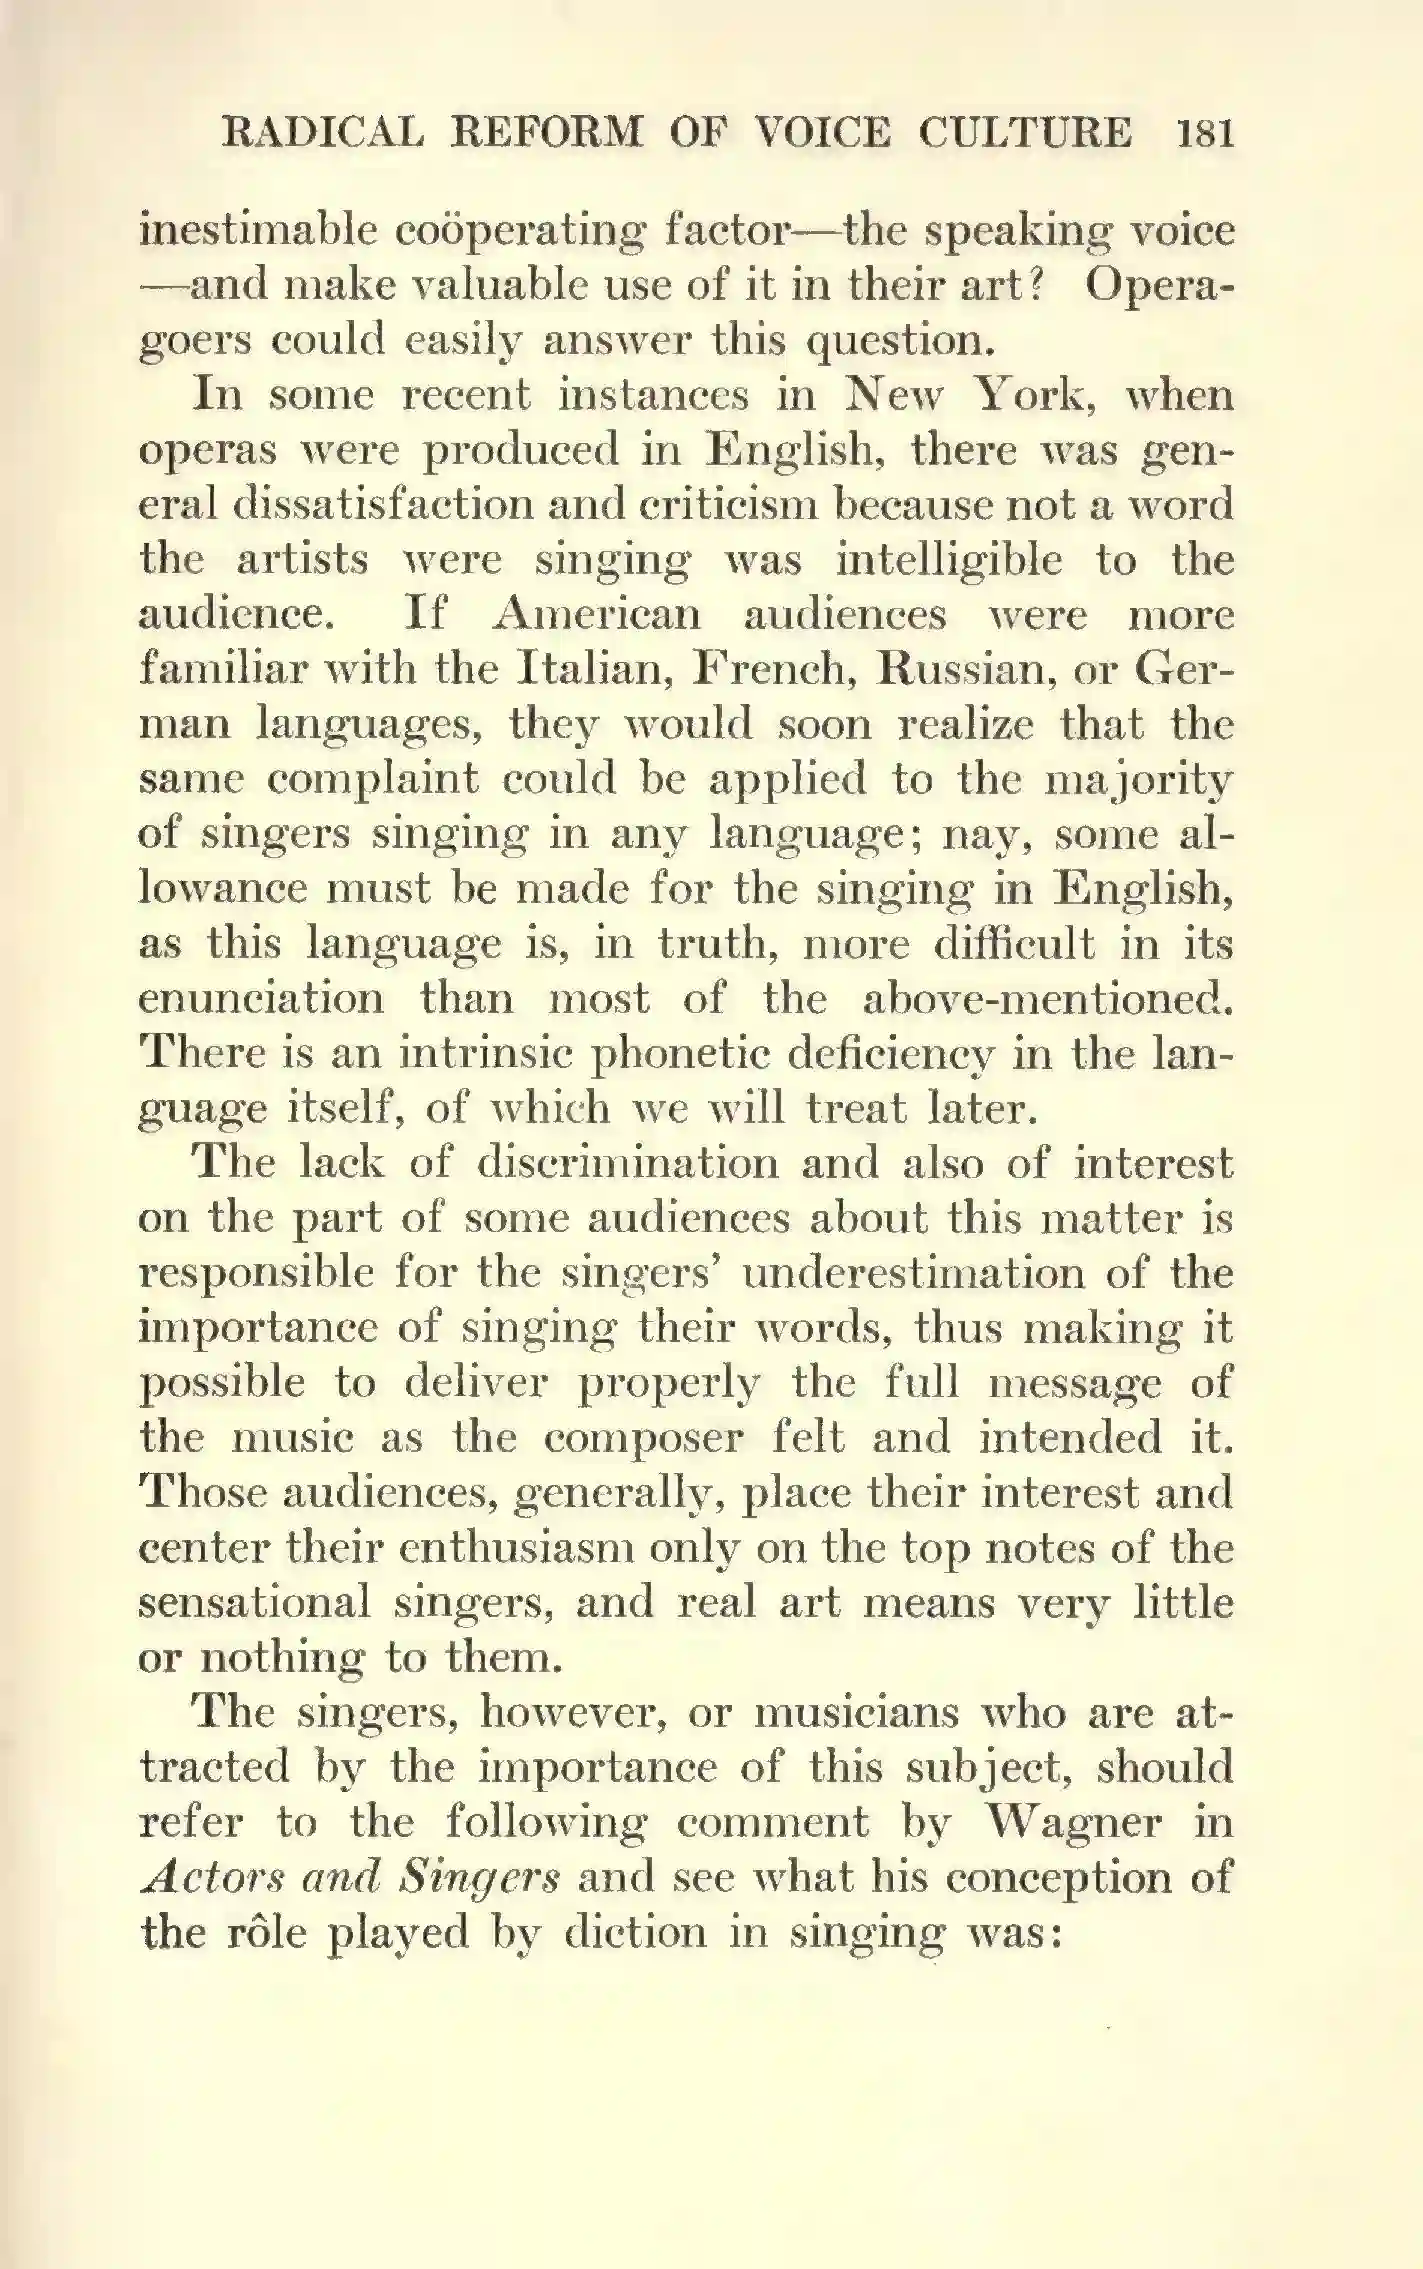 RADICAL REFORM OF VOICE CULTURE 181
inestimable coöperating factor—the speaking voice
—and make valuable use of it in their art? Opera-
goers could easily answer this question.
In some recent instances in New York, when
operas were produced in English, there was gen-
eral dissatisfaction and criticism because not a word
the artists were singing was intelligible to the
audience. If American audiences were more
familiar with the Italian, French, Russian, or Ger-
man languages, they would soon realize that the
same complaint could be applied to the majority
of singers singing in any language; nay, some al-
lowance must be made for the singing in English,
as this language is, in truth, more difficult in its
enunciation than most of the above-mentioned.
There is an intrinsic phonetic deficiency in the lan-
guage itself, of which we will treat later.
The lack of discrimination and also of interest
on the part of some audiences about this matter is
responsible for the singers' underestimation of the
importance of singing their words, thus making it
possible to deliver properly the full message of
the music as the composer felt and intended it.
Those audiences, generally, place their interest and
center their enthusiasm only on the top notes of the
sensational singers, and real art means very little
or nothing to them.
The singers, however, or musicians who are at-
tracted by the importance of this subject, should
refer to the following comment by Wagner in
Actors and Singers and see what his conception of
the rôle played by diction in singing was: